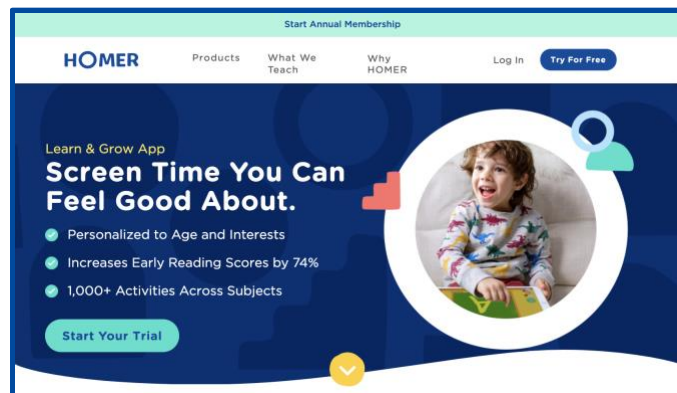 Start Annual Membership
HOMER
Products
What We
Teach
Why
HOMER
Log In
Try For Free
Learn & Grow App
Screen Time You Can
Feel Good About.
Personalized to Age and Interests
Increases Early Reading Scores by 74%
1,000+ Activities Across Subjects
Start Your Trial